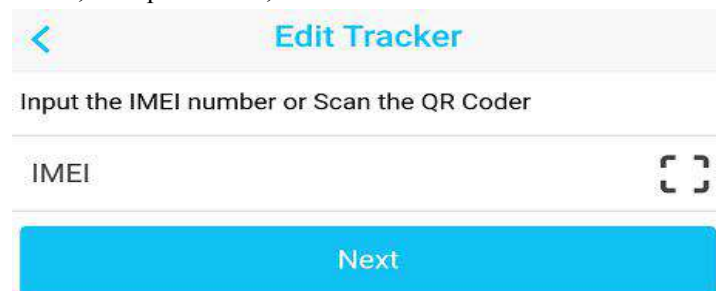 Edit Tracker
Input the IMEI number or Scan the QR Coder
IMEI
Next